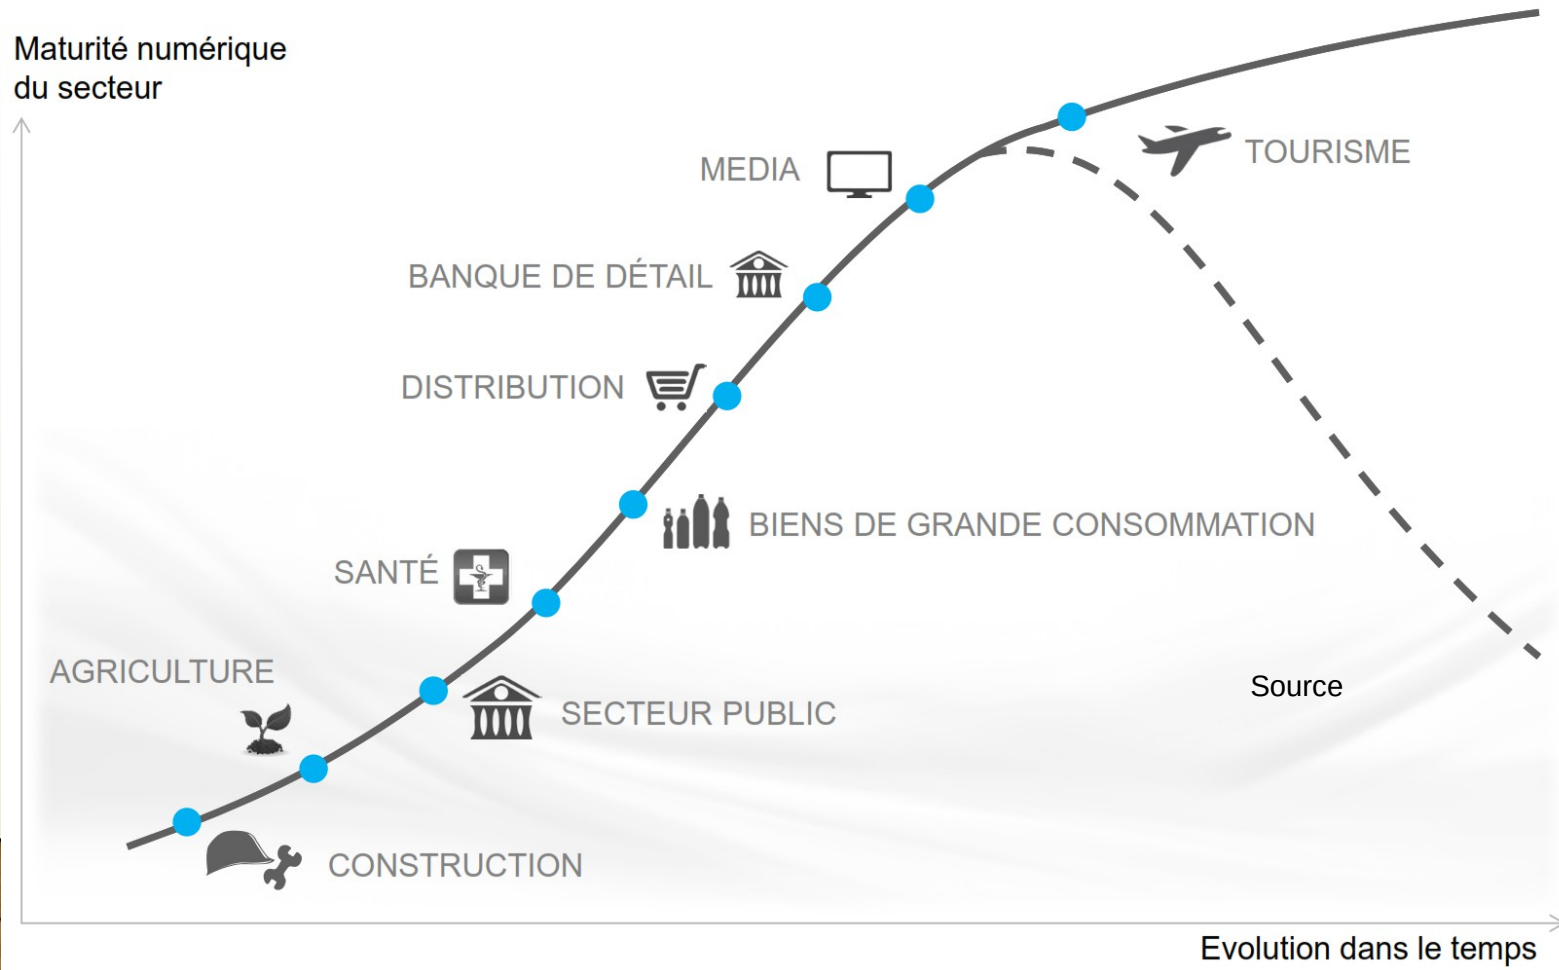 Maturité numérique
du secteur
TOURISME
MEDIA
BANQUE DE DÉTAIL
DISTRIBUTION
BIENS DE GRANDE CONSOMMATION
SANTÉ
AGRICULTURE
Source
SECTEUR PUBLIC
CONSTRUCTION
Evolution dans le temps